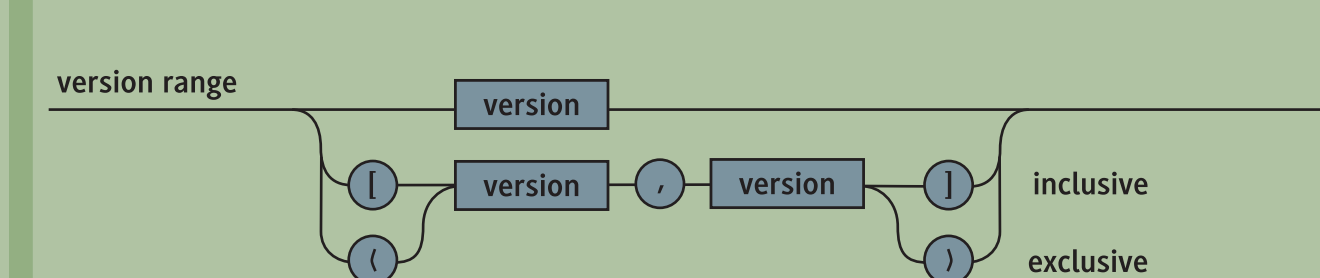 version range
version
[ version , version ] inclusive
( ) exclusive